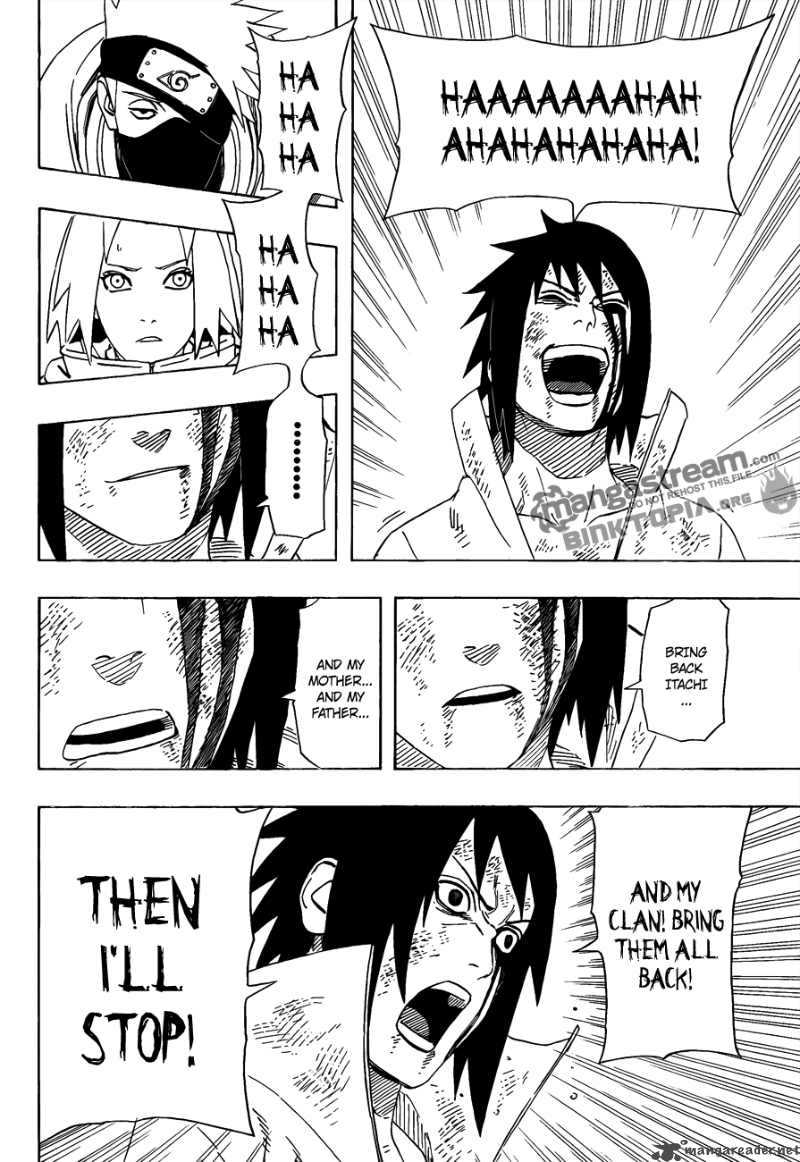 HAAAAAAAHAH
AHAHAHAHAHA!
HA
HA
HA
HA
HA
HA
.........
BRING
BACK
ITACHI
...
AND MY
MOTHER...
AND MY
FATHER...
AND MY
CLAN! BRING
THEM ALL
BACK!
THEN
I'LL
STOP!
mangastream.com
DO NOT REHOST THIS FILE.
BINKTOPIA.ORG
mangareader.net